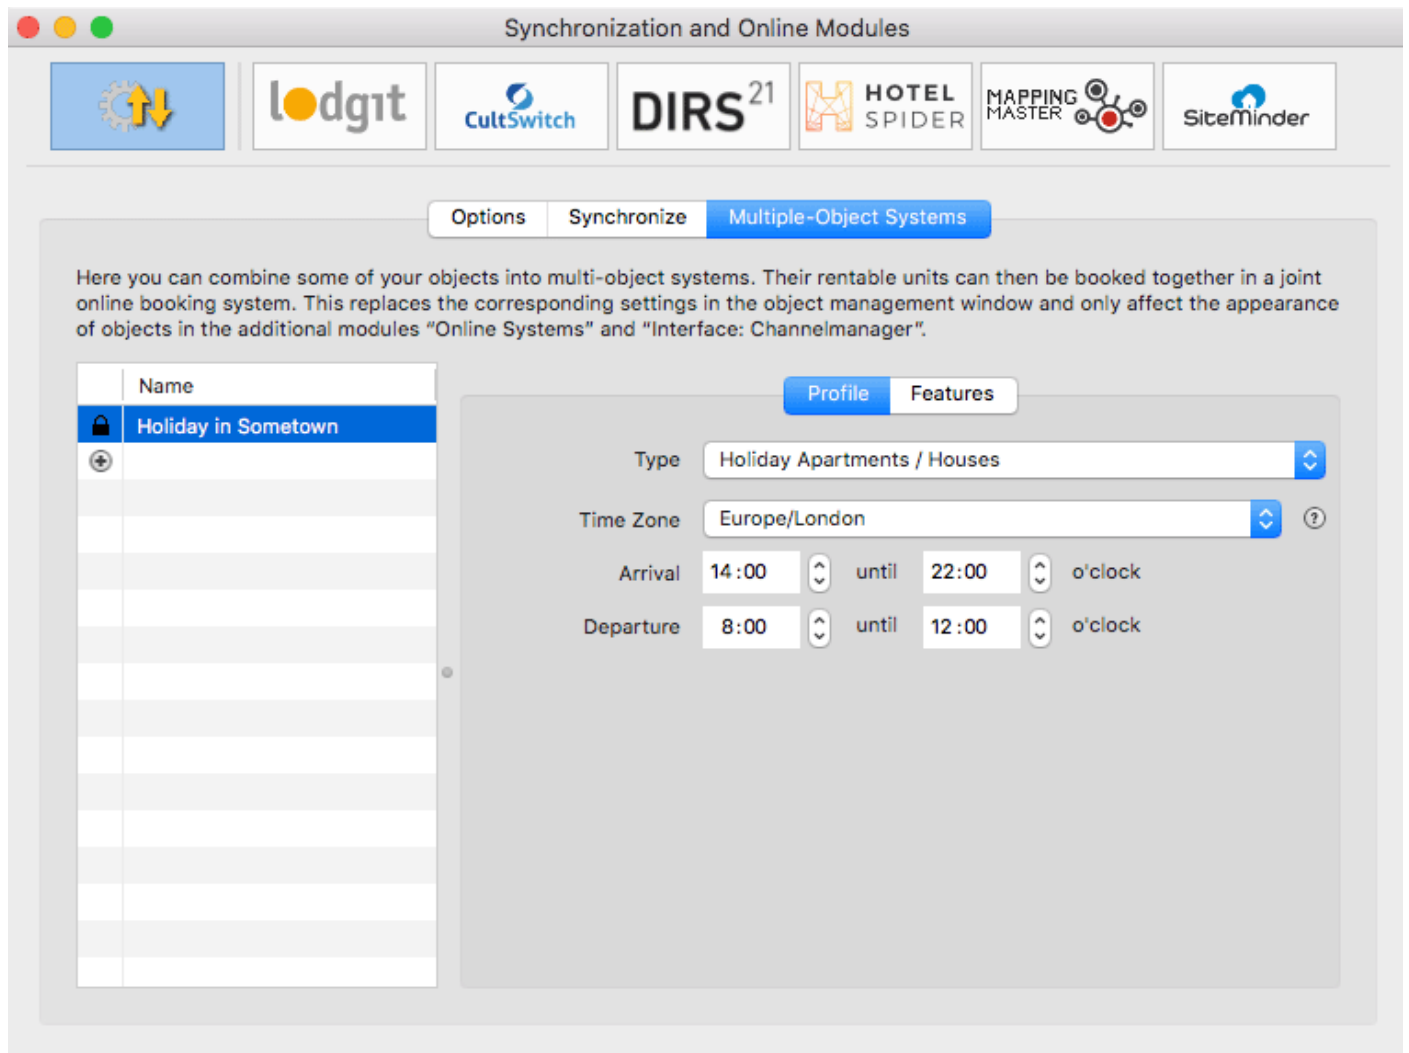 Synchronization and Online Modules
lodgit
CultSwitch
DIRS21
HOTEL
SPIDER
MAPPING
MASTER
SiteMinder
Options Synchronize Multiple-Object Systems
Here you can combine some of your objects into multi-object systems. Their rentable units can then be booked together in a joint
online booking system. This replaces the corresponding settings in the object management window and only affect the appearance
of objects in the additional modules “Online Systems” and “Interface: Channelmanager“.
Name
Holiday in Sometown
Profile Features
Type Holiday Apartments / Houses
Time Zone Europe/London ?
Arrival 14:00 until 22:00 o'clock
Departure 8:00 until 12:00 o'clock